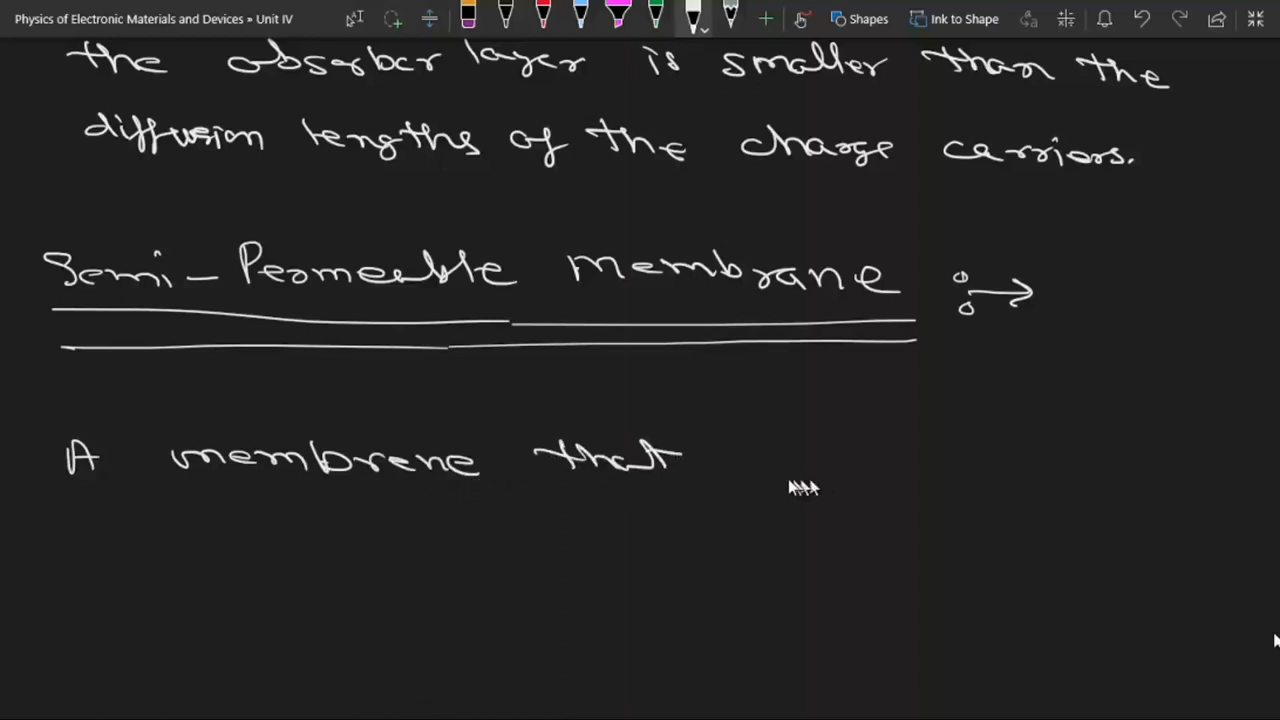 Physics of Electronic Materials and Devices » Unit IV
Shapes
Ink to Shape
the absorber layer is smaller than the
diffusion lengths of the charge carriers.
Semi-Permeable membrane :→
A membrene that